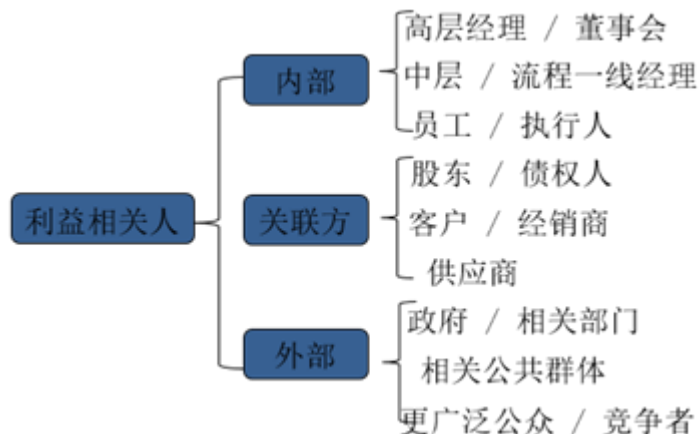 利益相关人
内部
高层经理 / 董事会
中层 / 流程一线经理
员工 / 执行人
关联方
股东 / 债权人
客户 / 经销商
供应商
外部
政府 / 相关部门
相关公共群体
更广泛公众 / 竞争者